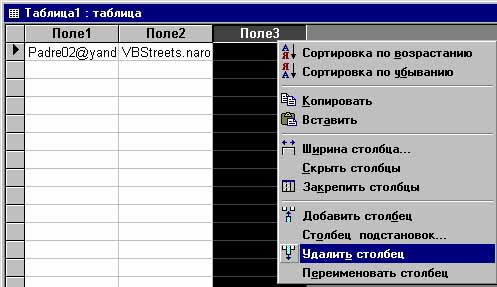 Таблица1 : таблица
Поле1 Поле2 Поле3
Padre02@yand VBStreets.naro
Сортировка по возрастанию
Сортировка по убыванию
Копировать
Вставить
Ширина столбца...
Скрыть столбцы
Закрепить столбцы
Добавить столбец
Столбец подстановок...
Удалить столбец
Переименовать столбец